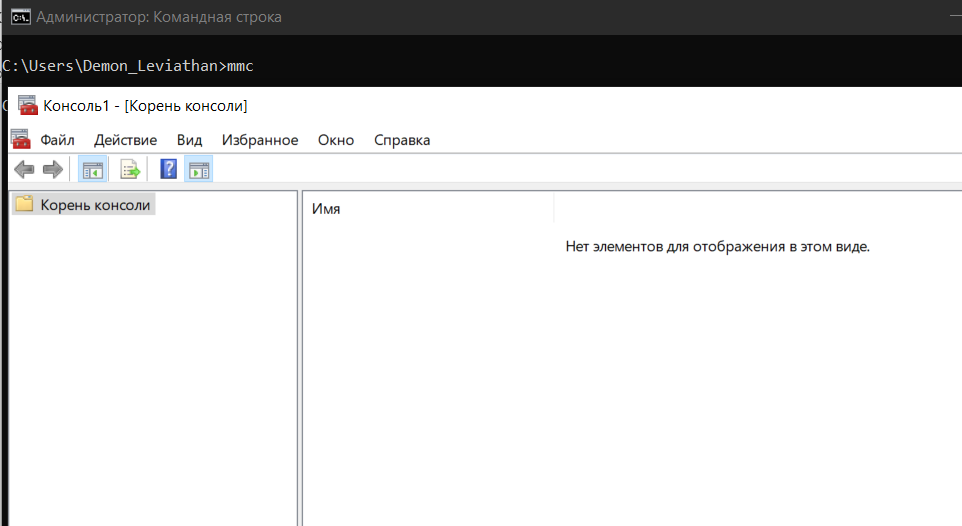 Администратор: Командная строка
C:\Users\Demon_Leviathan>mmc
Консоль1 - [Корень консоли]
Файл Действие Вид Избранное Окно Справка
Корень консоли
Имя
Нет элементов для отображения в этом виде.